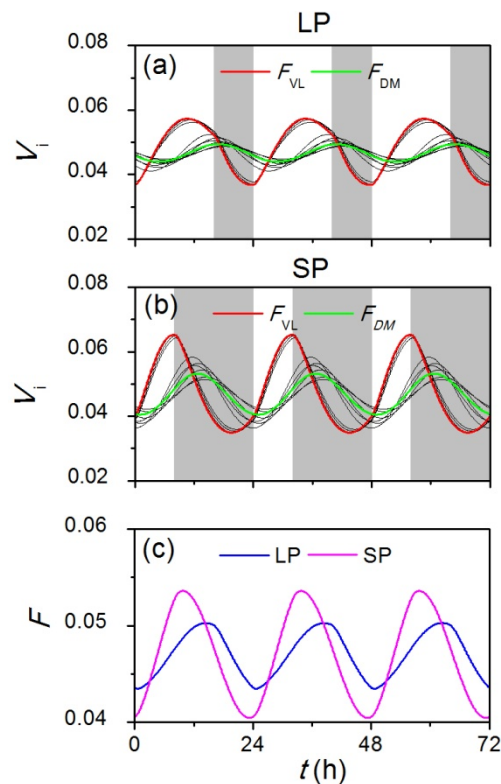 LP
0.08
(a)
F_VL F_DM
0.06
V_i
0.04
0.02
SP
0.08
(b)
F_VL F_DM
0.06
V_i
0.04
0.02
0.06
(c)
LP SP
F
0.05
0.04
0 24 48 72
t (h)